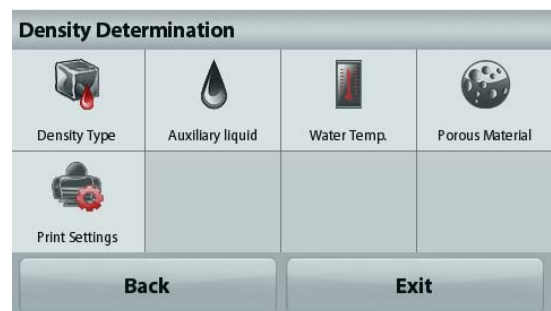 Density Determination
Density Type
Auxiliary liquid
Water Temp.
Porous Material
Print Settings
Back
Exit